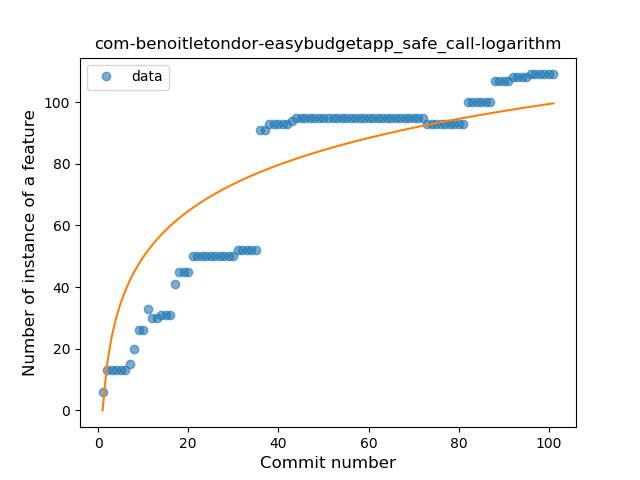 com-benoitletondor-easybudgetapp_safe_call-logarithm
data
Number of instance of a feature
100
80
60
40
20
0
0 20 40 60 80 100
Commit number